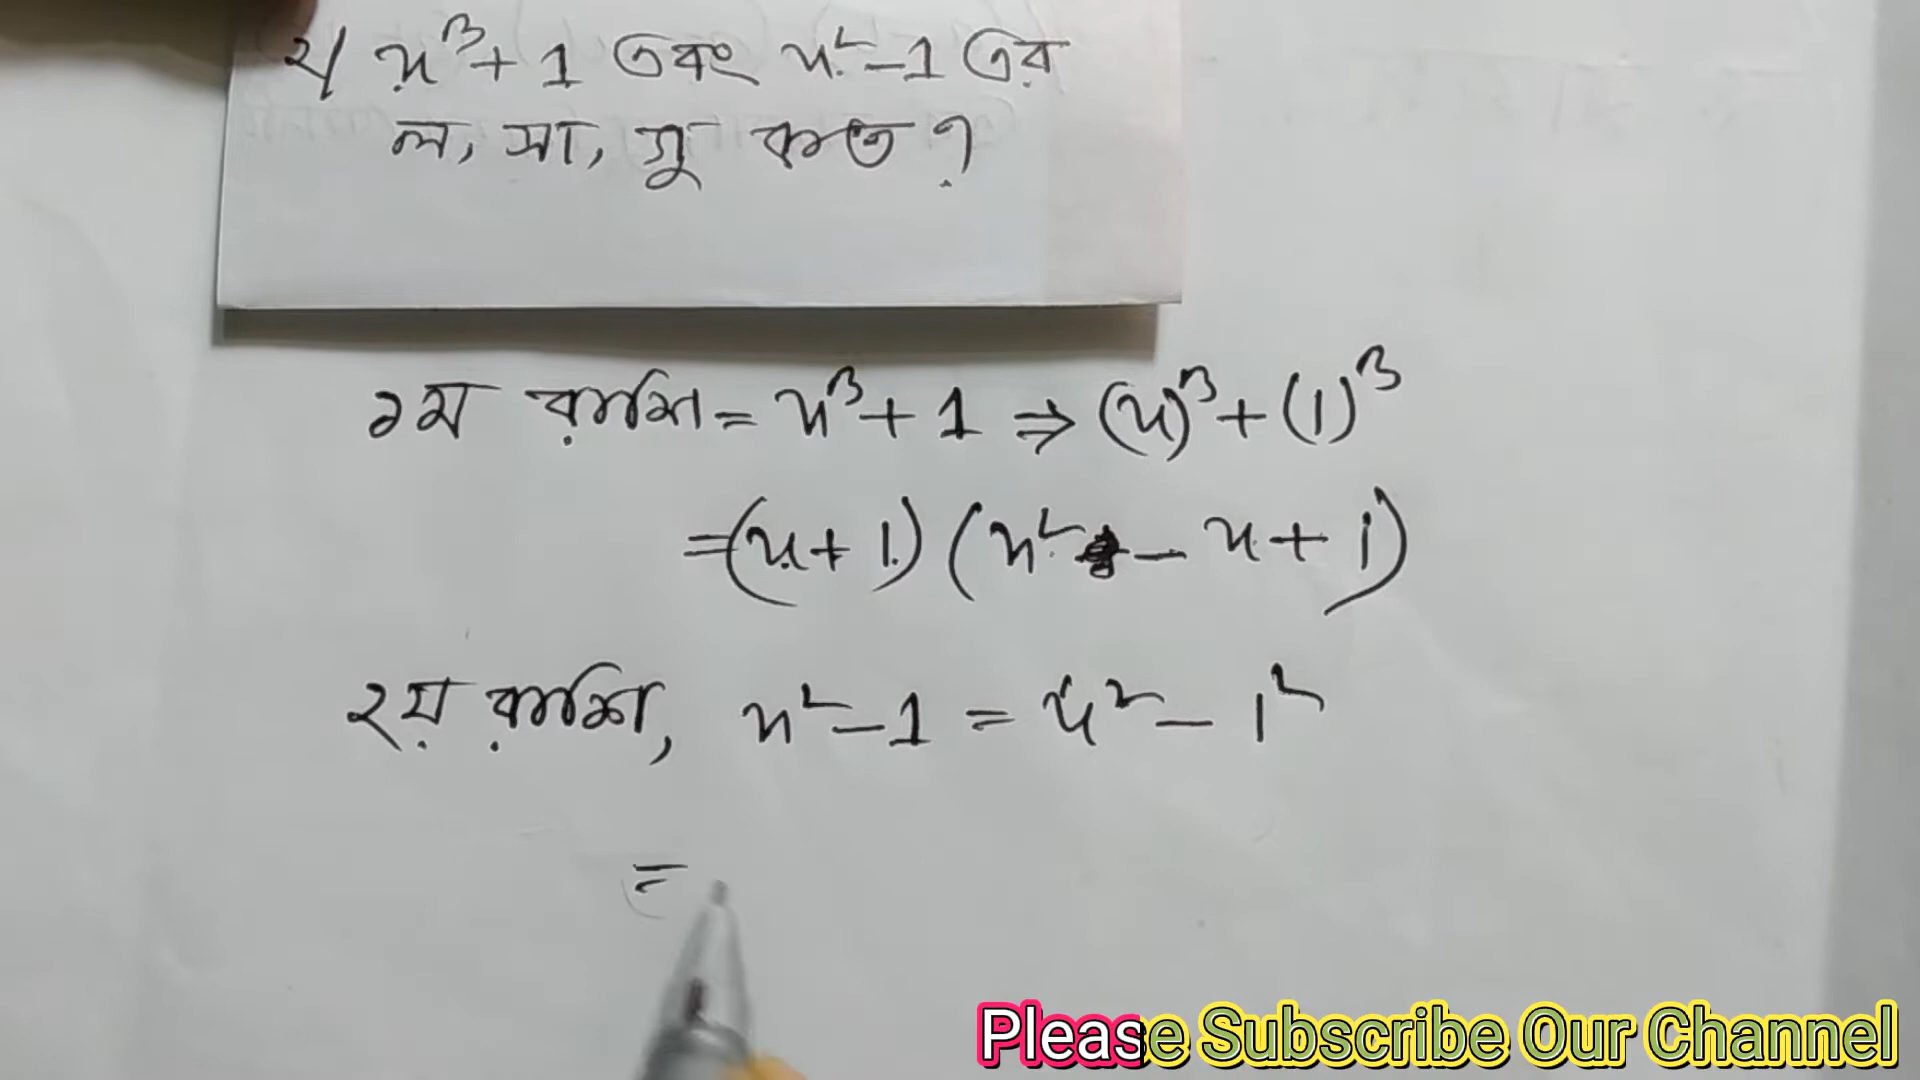 ২। x³+1 এবং x²-1 এর
ল, সা, গু কত?
১ম রাশি = x³+1 ⇒ (x)³+(1)³
=(x+1)(x² - x+1)
২য় রাশি, x²-1 = x²-1²
=
Please Subscribe Our Channel